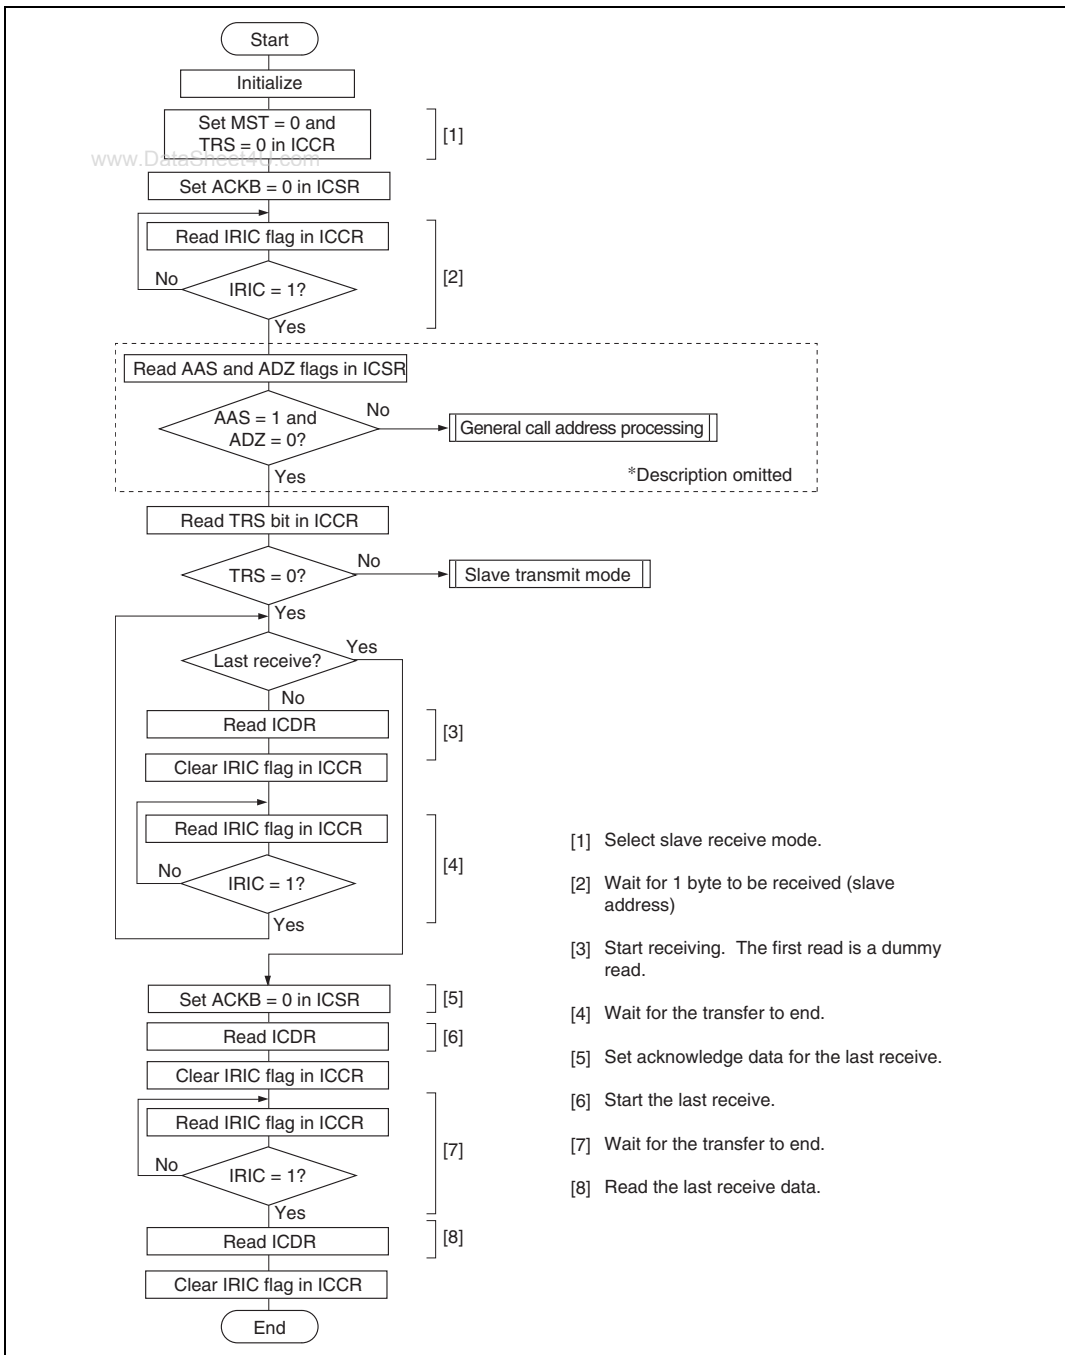 Start
Initialize
Set MST = 0 and
TRS = 0 in ICCR
[1]
www.DataSheet4U.com
Set ACKB = 0 in ICSR
Read IRIC flag in ICCR
No
IRIC = 1?
[2]
Yes
Read AAS and ADZ flags in ICSR
AAS = 1 and
ADZ = 0?
No
General call address processing
Yes
*Description omitted
Read TRS bit in ICCR
TRS = 0?
No
Slave transmit mode
Yes
Last receive?
Yes
No
Read ICDR
[3]
Clear IRIC flag in ICCR
Read IRIC flag in ICCR
No
IRIC = 1?
[4]
Yes
Set ACKB = 0 in ICSR
[5]
Read ICDR
[6]
Clear IRIC flag in ICCR
Read IRIC flag in ICCR
No
IRIC = 1?
[7]
Yes
Read ICDR
[8]
Clear IRIC flag in ICCR
End
[1] Select slave receive mode.
[2] Wait for 1 byte to be received (slave
address)
[3] Start receiving. The first read is a dummy
read.
[4] Wait for the transfer to end.
[5] Set acknowledge data for the last receive.
[6] Start the last receive.
[7] Wait for the transfer to end.
[8] Read the last receive data.